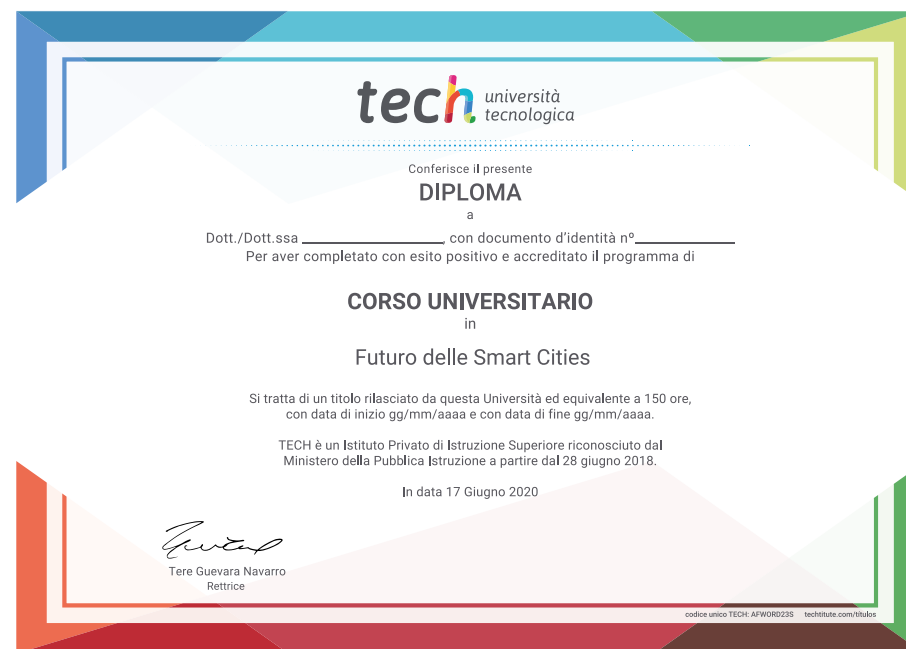 tech università
tecnologica
Conferisce il presente
DIPLOMA
a
Dott./Dott.ssa ____________________, con documento d'identità nº______________
Per aver completato con esito positivo e accreditato il programma di
CORSO UNIVERSITARIO
in
Futuro delle Smart Cities
Si tratta di un titolo rilasciato da questa Università ed equivalente a 150 ore,
con data di inizio gg/mm/aaaa e con data di fine gg/mm/aaaa.
TECH è un Istituto Privato di Istruzione Superiore riconosciuto dal
Ministero della Pubblica Istruzione a partire dal 28 giugno 2018.
In data 17 Giugno 2020
Tere Guevara Navarro
Rettrice
codice unico TECH: AFWORD23S techtitute.com/titulos